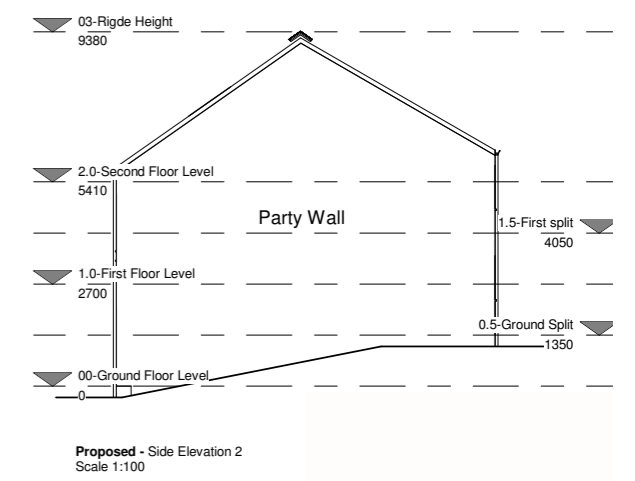 03-Rigde Height
9380
2.0-Second Floor Level
5410
Party Wall
1.5-First split
4050
1.0-First Floor Level
2700
0.5-Ground Split
1350
00-Ground Floor Level
0
Proposed - Side Elevation 2
Scale 1:100